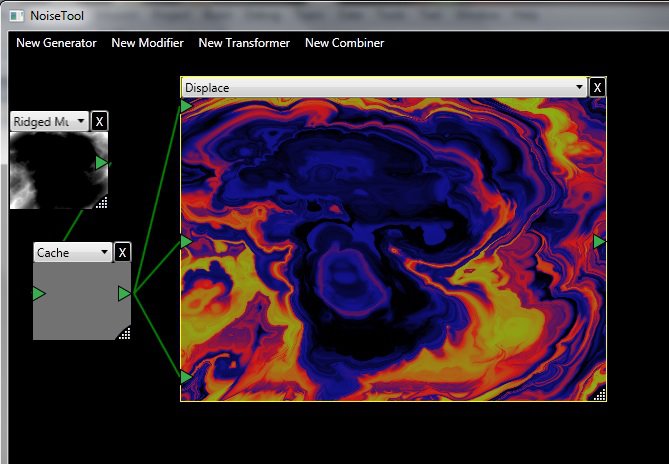 NoiseTool
New Generator New Modifier New Transformer New Combiner
Displace X
Ridged Mu X
Cache X